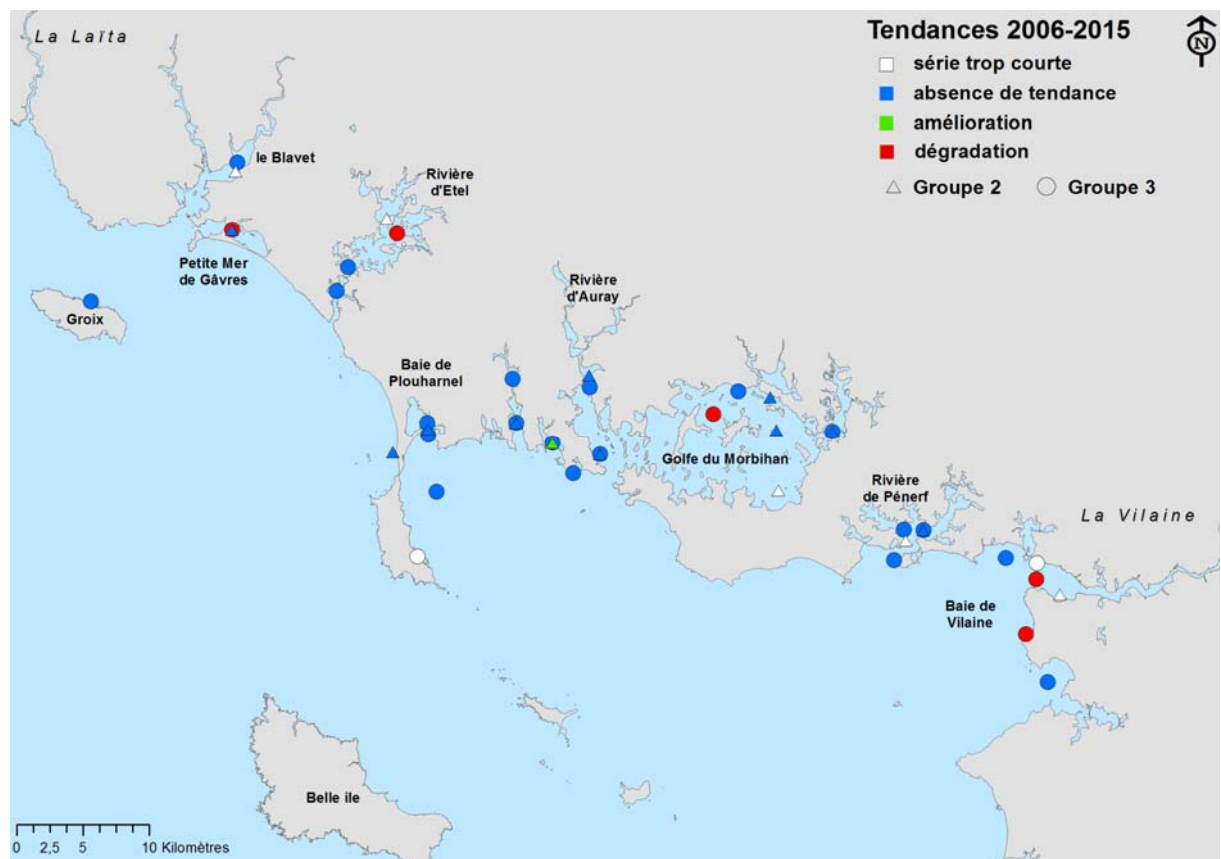 La Laïta
Tendances 2006-2015
N
série trop courte
absence de tendance
amélioration
dégradation
Groupe 2
Groupe 3
le Blavet
Rivière
d'Etel
Petite Mer
de Gâvres
Rivière
d'Auray
Groix
Baie de
Plouharnel
Golfe du Morbihan
Rivière
de Pénerf
La Vilaine
Baie de
Vilaine
Belle ile
0 2,5 5 10 Kilomètres